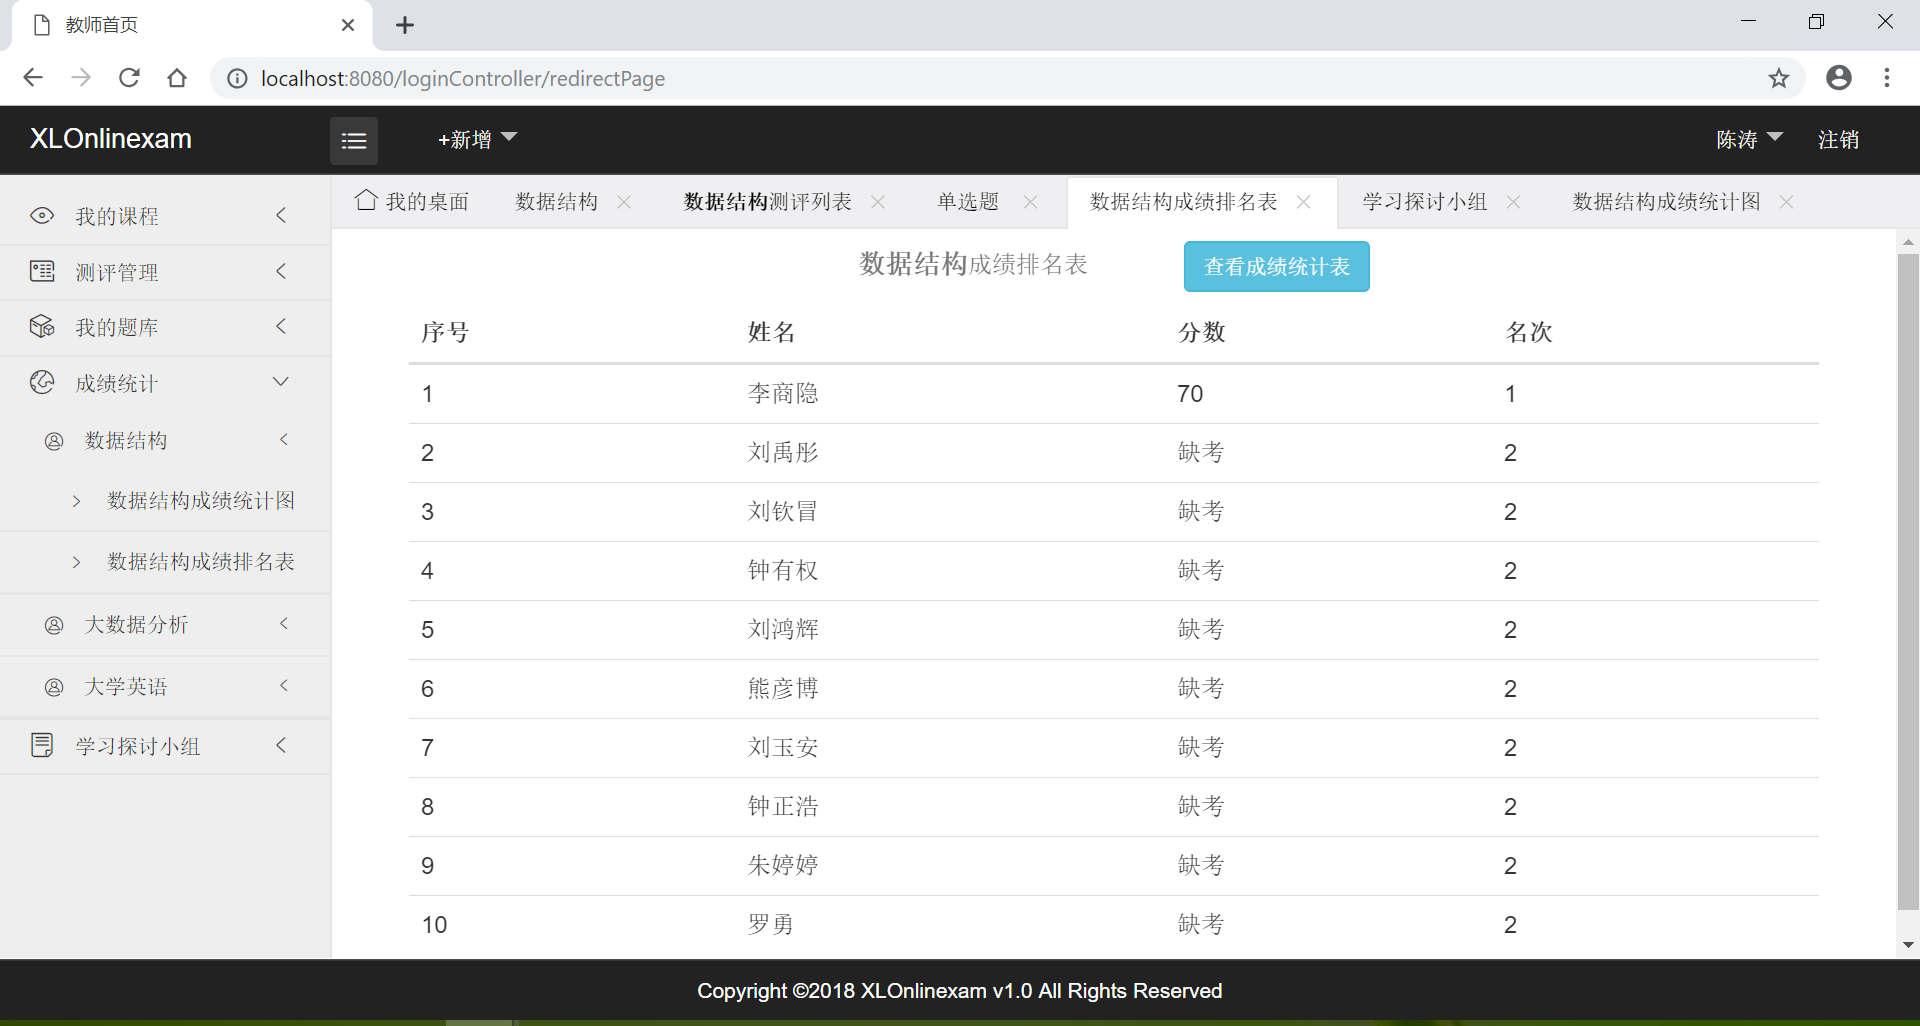 教师首页
localhost:8080/loginController/redirectPage
XLOnlinexam
+新增
陈涛
注销
我的课程
测评管理
我的题库
成绩统计
数据结构
数据结构成绩统计图
数据结构成绩排名表
大数据分析
大学英语
学习探讨小组
我的桌面 数据结构 数据结构测评列表 单选题 数据结构成绩排名表 学习探讨小组 数据结构成绩统计图
数据结构成绩排名表 查看成绩统计表
序号 姓名 分数 名次
1 李商隐 70 1
2 刘禹彤 缺考 2
3 刘钦冒 缺考 2
4 钟有权 缺考 2
5 刘鸿辉 缺考 2
6 熊彦博 缺考 2
7 刘玉安 缺考 2
8 钟正浩 缺考 2
9 朱婷婷 缺考 2
10 罗勇 缺考 2
Copyright ©2018 XLOnlinexam v1.0 All Rights Reserved